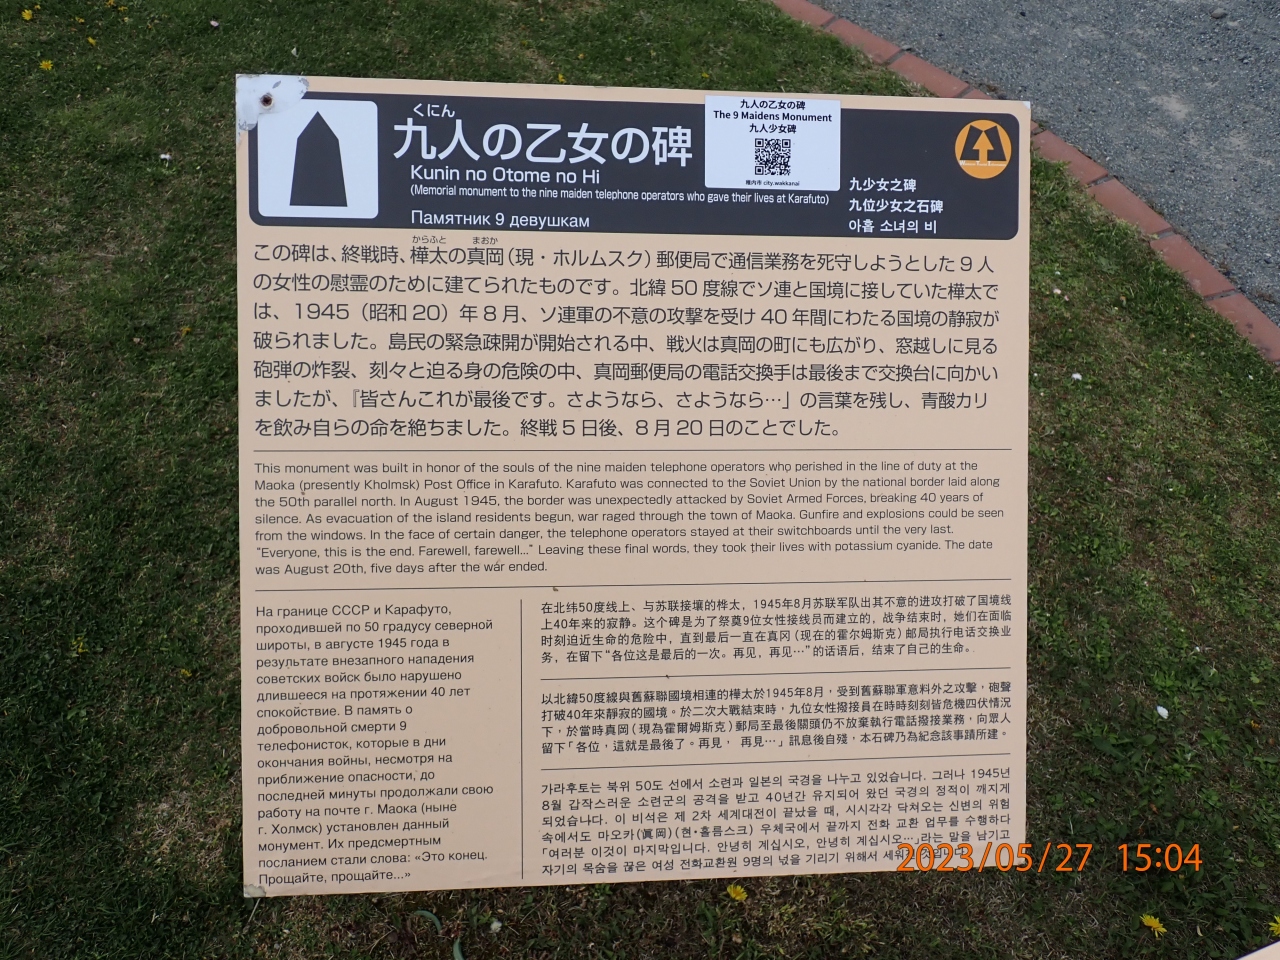 くにん
九人の乙女の碑
Kunin no Otome no Hi
(Memorial monument to the nine maiden telephone operators who gave their lives at Karafuto)
Памятник 9 девушкам
九人の乙女の碑
The 9 Maidens Monument
九人少女碑
稚内市 city.wakkanai
九少女之碑
九位少女之石碑
아홉 소녀의 비
からふと まおか
この碑は、終戦時、樺太の真岡（現・ホルムスク）郵便局で通信業務を死守しようとした9人
の女性の慰霊のために建てられたものです。北緯50度線でソ連と国境に接していた樺太で
は、1945（昭和20）年8月、ソ連軍の不意の攻撃を受け40年間にわたる国境の静寂が
破られました。島民の緊急疎開が開始される中、戦火は真岡の町にも広がり、窓越しに見る
砲弾の炸裂、刻々と迫る身の危険の中、真岡郵便局の電話交換手は最後まで交換台に向かい
ましたが、『皆さんこれが最後です。さようなら、さようなら…」の言葉を残し、青酸カリ
を飲み自らの命を絶ちました。終戦5日後、8月20日のことでした。
This monument was built in honor of the souls of the nine maiden telephone operators who perished in the line of duty at the
Maoka (presently Kholmsk) Post Office in Karafuto. Karafuto was connected to the Soviet Union by the national border laid along
the 50th parallel north. In August 1945, the border was unexpectedly attacked by Soviet Armed Forces, breaking 40 years of
silence. As evacuation of the island residents begun, war raged through the town of Maoka. Gunfire and explosions could be seen
from the windows. In the face of certain danger, the telephone operators stayed at their switchboards until the very last.
"Everyone, this is the end. Farewell, farewell..." Leaving these final words, they took their lives with potassium cyanide. The date
was August 20th, five days after the war ended.
На границе СССР и Карафуто,
проходившей по 50 градусу северной
широты, в августе 1945 года в
результате внезапного нападения
советских войск было нарушено
длившееся на протяжении 40 лет
спокойствие. В память о
добровольной смерти 9
телефонисток, которые в дни
окончания войны, несмотря на
приближение опасности, до
последней минуты продолжали свою
работу на почте г. Маока (ныне
г. Холмск) установлен данный
монумент. Их предсмертным
посланием стали слова: «Это конец.
Прощайте, прощайте...»
在北纬50度线上、与苏联接壤的桦太，1945年8月苏联军队出其不意的进攻打破了国境线
上40年来的寂静。这个碑是为了祭奠9位女性接线员而建立的，战争结束时，她们在面临
时刻迫近生命的危险中，直到最后一直在真冈（现在的霍尔姆斯克）邮局执行电话交换业
务，在留下“各位这是最后的一次。再见，再见…”的话语后，结束了自己的生命。
以北緯50度線與舊蘇聯國境相連的樺太於1945年8月，受到舊蘇聯軍意料外之攻擊，砲聲
打破40年來靜寂的國境。於二次大戰結束時，九位女性撥接員在時時刻刻皆危機四伏情況
下，於當時真岡（現為霍爾姆斯克）郵局至最後關頭仍不放棄執行電話撥接業務，向眾人
留下「各位，這就是最後了。再見， 再見…」訊息後自殘，本石碑乃為紀念該事蹟所建。
가라후토는 북위 50도 선에서 소련과 일본의 국경을 나누고 있었습니다. 그러나 1945년
8월 갑작스러운 소련군의 공격을 받고 40년간 유지되어 왔던 국경의 정적이 깨지게
되었습니다. 이 비석은 제 2차 세계대전이 끝났을 때, 시시각각 닥쳐오는 신변의 위험
속에서도 마오카(眞岡)(현・홀름스크) 우체국에서 끝까지 전화 교환 업무를 수행하다
「여러분 이것이 마지막입니다. 안녕히 계십시오, 안녕히 계십시오…」라는 말을 남기고
자기의 목숨을 끊은 여성 전화교환원 9명의 넋을 기리기 위해서
2023/05/27 15:04